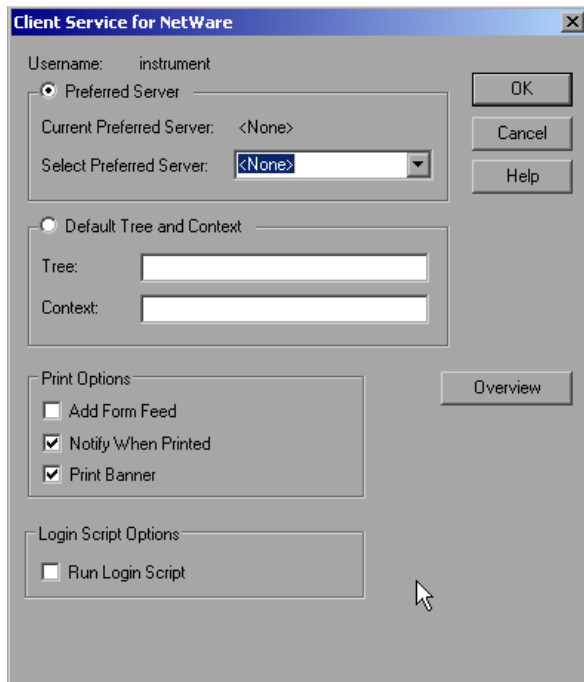 Client Service for NetWare
Username: instrument
Preferred Server
OK
Current Preferred Server: <None>
Cancel
Select Preferred Server: <None>
Help
Default Tree and Context
Tree:
Context:
Print Options
Overview
Add Form Feed
Notify When Printed
Print Banner
Login Script Options
Run Login Script